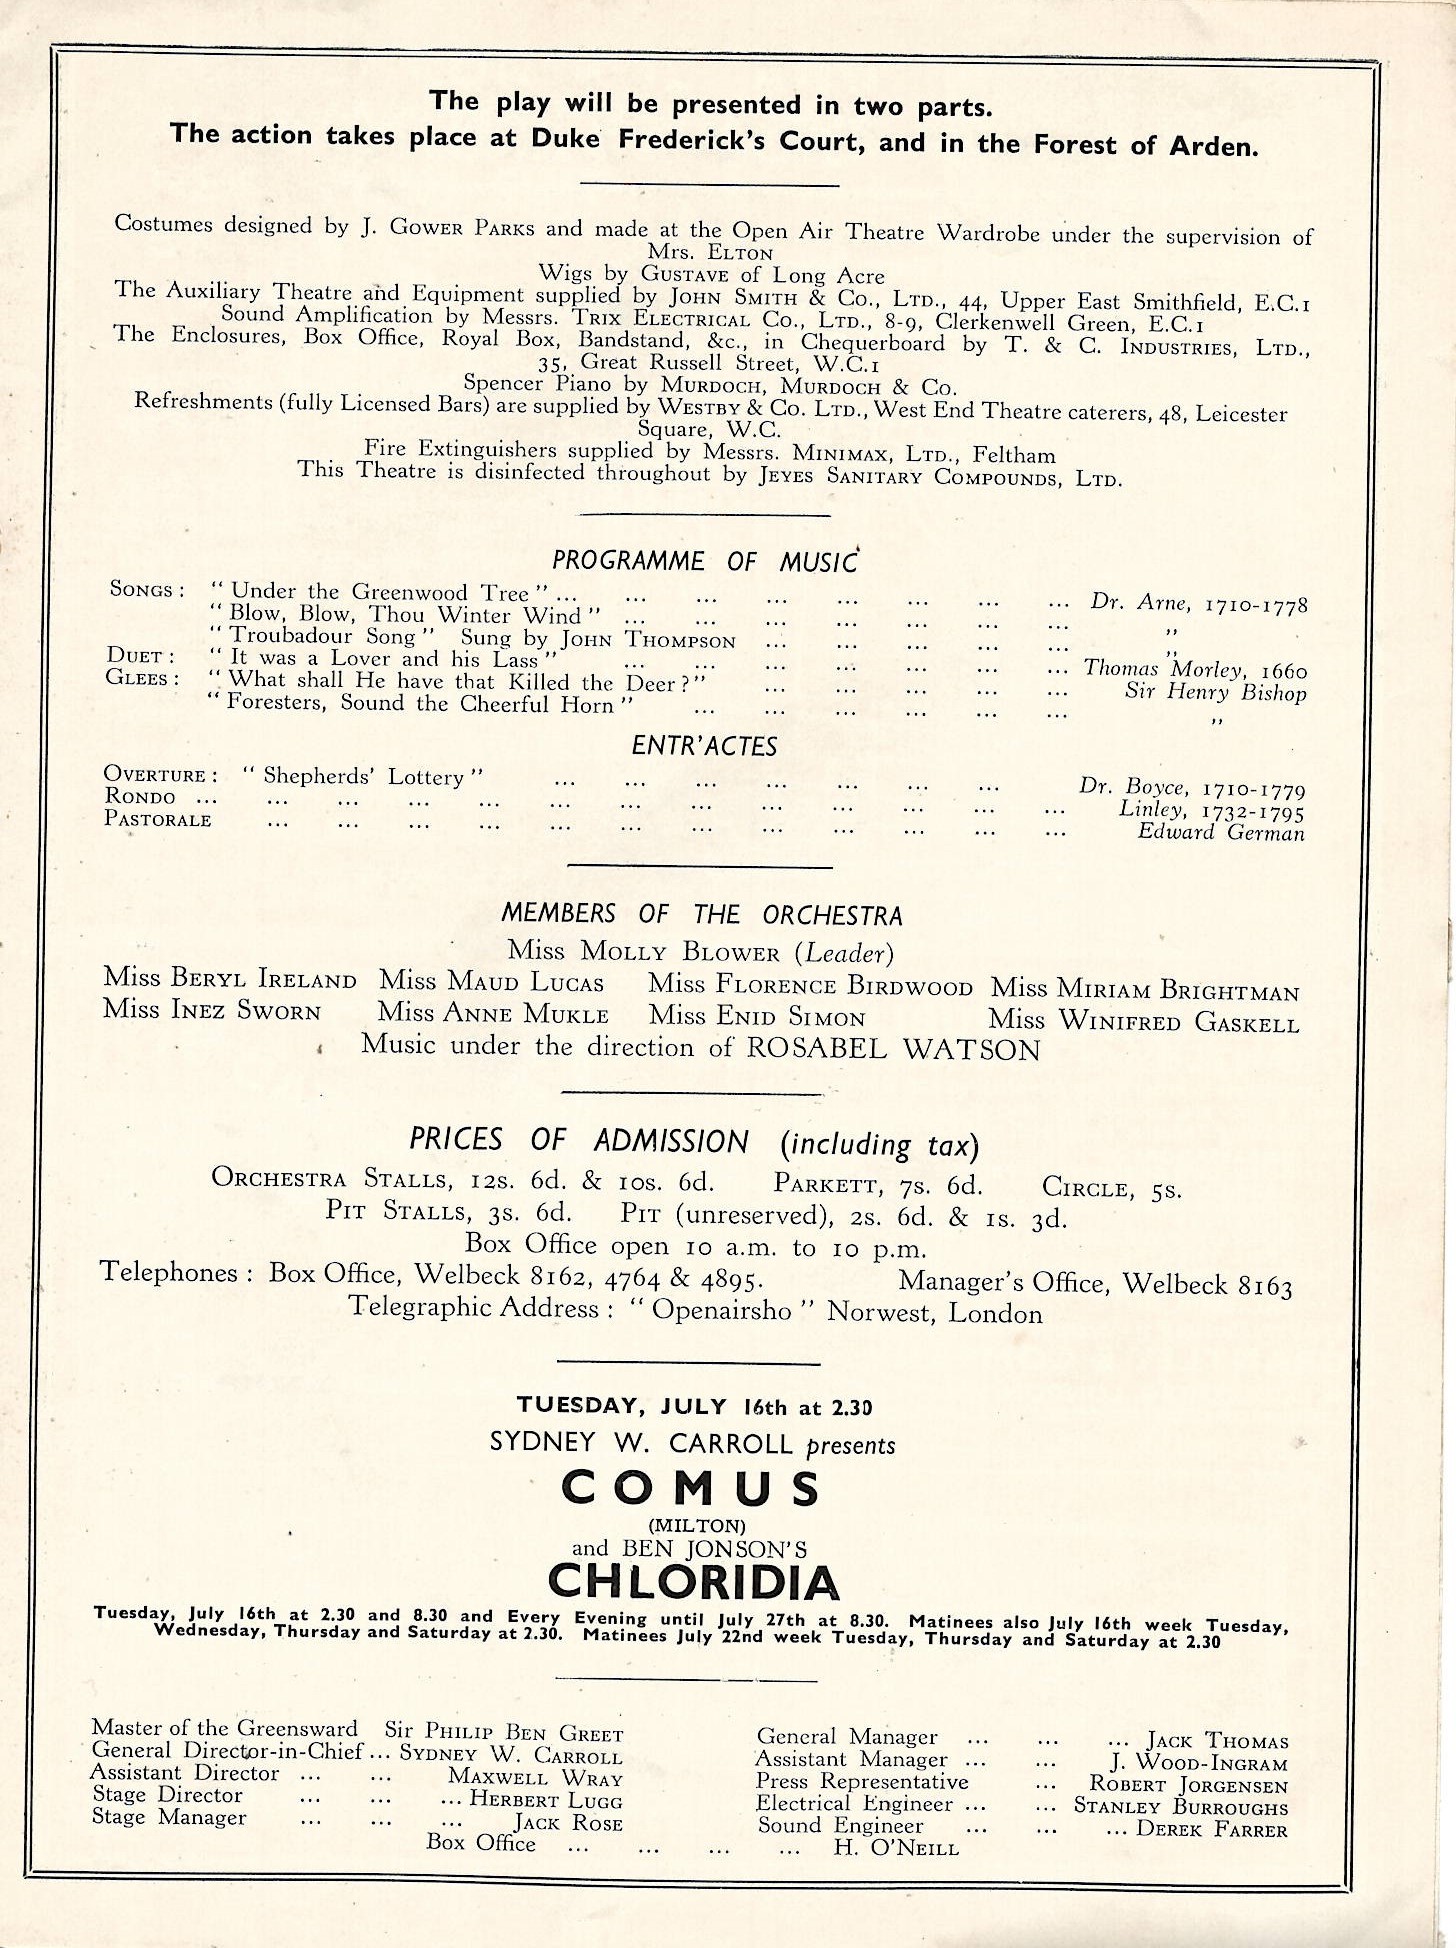 The play will be presented in two parts.
The action takes place at Duke Frederick's Court, and in the Forest of Arden.
Costumes designed by J. GOWER PARKS and made at the Open Air Theatre Wardrobe under the supervision of
Mrs. ELTON
Wigs by GUSTAVE of Long Acre
The Auxiliary Theatre and Equipment supplied by JOHN SMITH & CO., LTD., 44, Upper East Smithfield, E.C.1
Sound Amplification by Messrs. TRIX ELECTRICAL CO., LTD., 8-9, Clerkenwell Green, E.C.1
The Enclosures, Box Office, Royal Box, Bandstand, &c., in Chequerboard by T. & C. INDUSTRIES, LTD.,
35, Great Russell Street, W.C.1
Spencer Piano by MURDOCH, MURDOCH & CO.
Refreshments (fully Licensed Bars) are supplied by WESTBY & CO. LTD., West End Theatre caterers, 48, Leicester
Square, W.C.
Fire Extinguishers supplied by Messrs. MINIMAX, LTD., Feltham
This Theatre is disinfected throughout by JEYES SANITARY COMPOUNDS, LTD.
PROGRAMME OF MUSIC
SONGS : " Under the Greenwood Tree " ... ... ... ... ... ... ... ... Dr. Arne, 1710-1778
" Blow, Blow, Thou Winter Wind " ... ... ... ... ... ... ... "
" Troubadour Song " Sung by JOHN THOMPSON ... ... ... ... ... "
DUET : " It was a Lover and his Lass " ... ... ... ... ... ... ... Thomas Morley, 1660
GLEES : " What shall He have that Killed the Deer ? " ... ... ... ... ... Sir Henry Bishop
" Foresters, Sound the Cheerful Horn " ... ... ... ... ... ... "
ENTR'ACTES
OVERTURE : " Shepherds' Lottery " ... ... ... ... ... ... ... Dr. Boyce, 1710-1779
RONDO ... ... ... ... ... ... ... ... ... ... ... ... ... Linley, 1732-1795
PASTORALE ... ... ... ... ... ... ... ... ... ... ... ... Edward German
MEMBERS OF THE ORCHESTRA
Miss MOLLY BLOWER (Leader)
Miss BERYL IRELAND Miss MAUD LUCAS Miss FLORENCE BIRDWOOD Miss MIRIAM BRIGHTMAN
Miss INEZ SWORN Miss ANNE MUKLE Miss ENID SIMON Miss WINIFRED GASKELL
Music under the direction of ROSABEL WATSON
PRICES OF ADMISSION (including tax)
ORCHESTRA STALLS, 12s. 6d. & 10s. 6d. PARKETT, 7s. 6d. CIRCLE, 5s.
PIT STALLS, 3s. 6d. PIT (unreserved), 2s. 6d. & 1s. 3d.
Box Office open 10 a.m. to 10 p.m.
Telephones : Box Office, Welbeck 8162, 4764 & 4895. Manager's Office, Welbeck 8163
Telegraphic Address : " Openairsho " Norwest, London
TUESDAY, JULY 16th at 2.30
SYDNEY W. CARROLL presents
COMUS
(MILTON)
and BEN JONSON'S
CHLORIDIA
Tuesday, July 16th at 2.30 and 8.30 and Every Evening until July 27th at 8.30. Matinees also July 16th week Tuesday,
Wednesday, Thursday and Saturday at 2.30. Matinees July 22nd week Tuesday, Thursday and Saturday at 2.30
Master of the Greensward Sir PHILIP BEN GREET
General Director-in-Chief ... SYDNEY W. CARROLL
Assistant Director ... ... MAXWELL WRAY
Stage Director ... ... ... HERBERT LUGG
Stage Manager ... ... ... JACK ROSE
General Manager ... ... ... JACK THOMAS
Assistant Manager ... ... J. WOOD-INGRAM
Press Representative ... ROBERT JORGENSEN
Electrical Engineer ... ... STANLEY BURROUGHS
Sound Engineer ... ... ... DEREK FARRER
Box Office ... ... ... ... H. O'NEILL